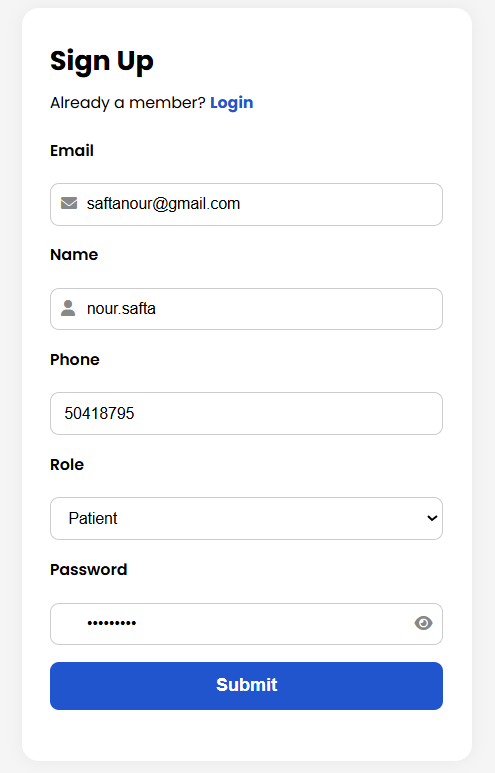 Sign Up
Already a member? Login
Email
saftanour@gmail.com
Name
nour.safta
Phone
50418795
Role
Patient
Password
•••••••••
Submit